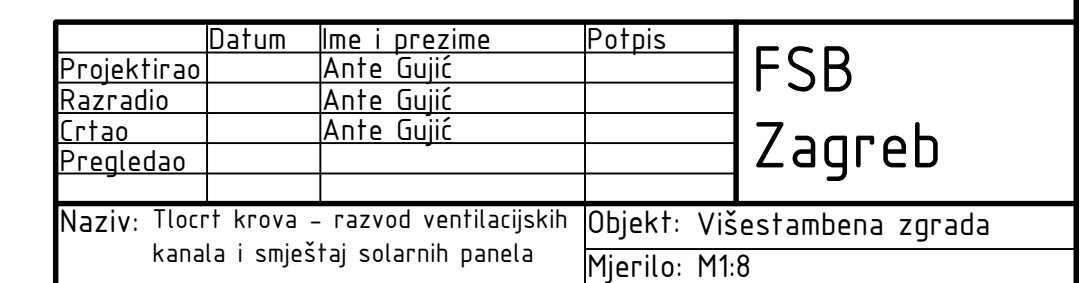 Datum Ime i prezime Potpis
Projektirao Ante Gujić
Razradio Ante Gujić
Crtao Ante Gujić
Pregledao
FSB
Zagreb
Naziv: Tlocrt krova - razvod ventilacijskih
kanala i smještaj solarnih panela
Objekt: Višestambena zgrada
Mjerilo: M1:8